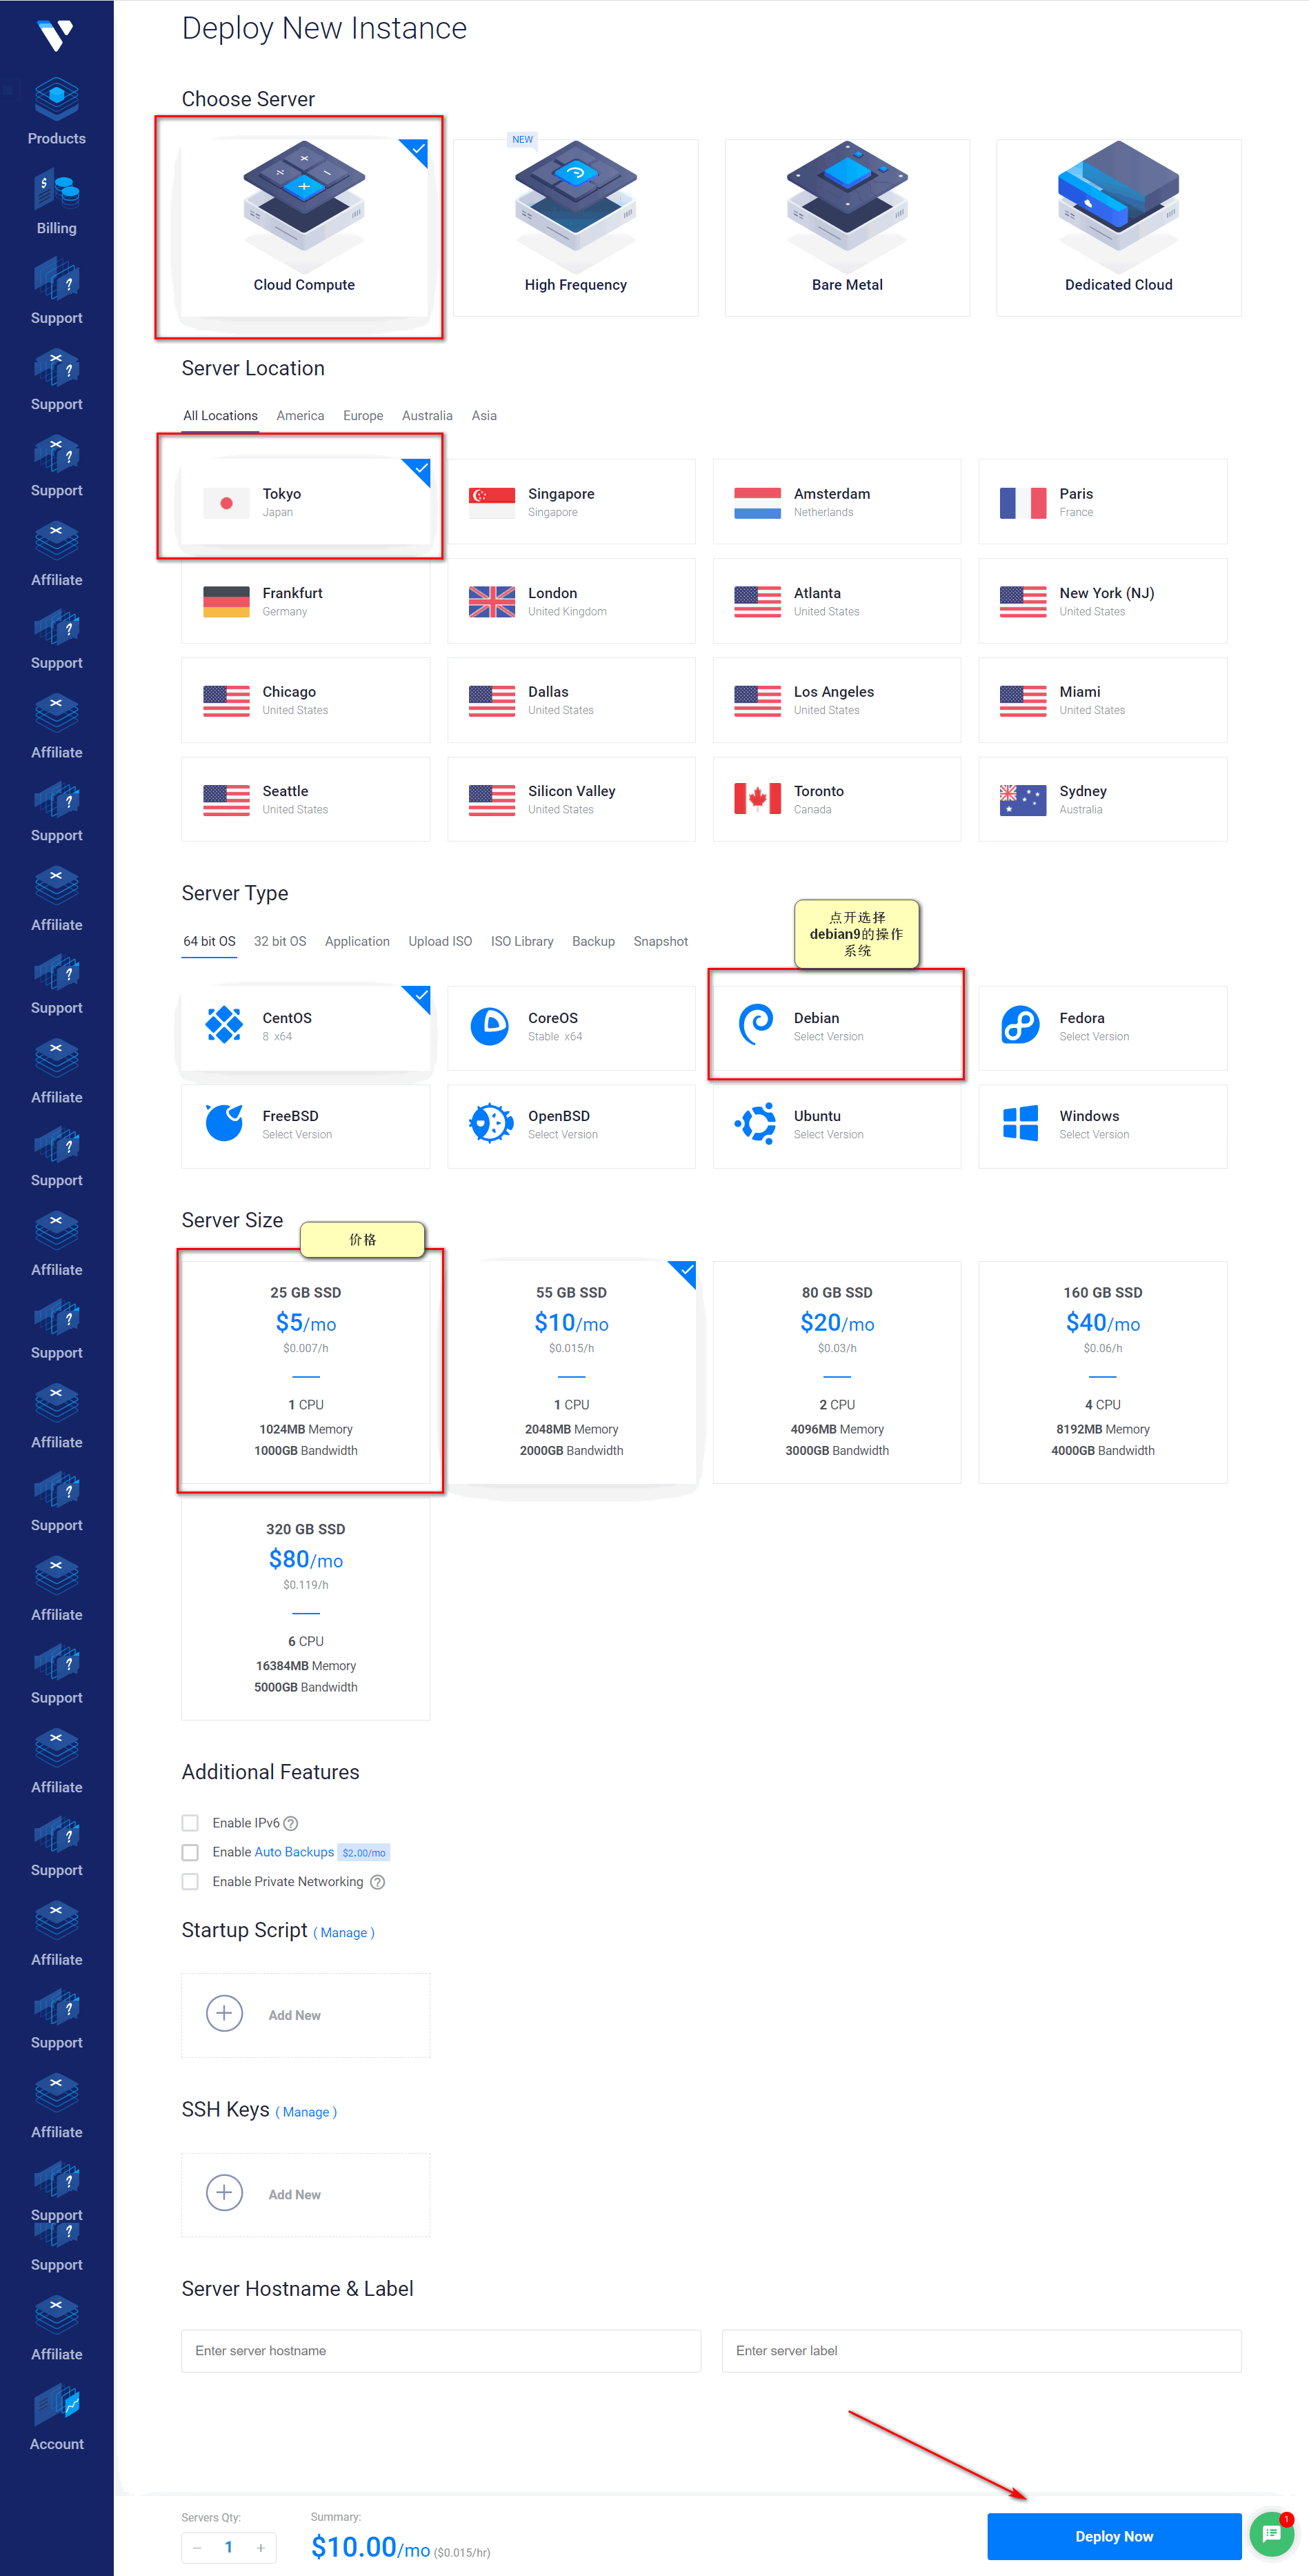 Deploy New Instance
Products
Billing
Support
Support
Support
Affiliate
Support
Affiliate
Support
Affiliate
Support
Affiliate
Support
Affiliate
Support
Affiliate
Support
Affiliate
Support
Affiliate
Support
Affiliate
Support
Affiliate
Support
Support
Affiliate
Account
Choose Server
NEW
Cloud Compute
High Frequency
Bare Metal
Dedicated Cloud
Server Location
All Locations America Europe Australia Asia
Tokyo
Japan
Singapore
Singapore
Amsterdam
Netherlands
Paris
France
Frankfurt
Germany
London
United Kingdom
Atlanta
United States
New York (NJ)
United States
Chicago
United States
Dallas
United States
Los Angeles
United States
Miami
United States
Seattle
United States
Silicon Valley
United States
Toronto
Canada
Sydney
Australia
Server Type
64 bit OS 32 bit OS Application Upload ISO ISO Library Backup Snapshot
点开选择
debian9的操作
系统
CentOS
8 x64
CoreOS
Stable x64
Debian
Select Version
Fedora
Select Version
FreeBSD
Select Version
OpenBSD
Select Version
Ubuntu
Select Version
Windows
Select Version
Server Size
价格
25 GB SSD
$5/mo
$0.007/h
1 CPU
1024MB Memory
1000GB Bandwidth
55 GB SSD
$10/mo
$0.015/h
1 CPU
2048MB Memory
2000GB Bandwidth
80 GB SSD
$20/mo
$0.03/h
2 CPU
4096MB Memory
3000GB Bandwidth
160 GB SSD
$40/mo
$0.06/h
4 CPU
8192MB Memory
4000GB Bandwidth
320 GB SSD
$80/mo
$0.119/h
6 CPU
16384MB Memory
5000GB Bandwidth
Additional Features
Enable IPv6 ?
Enable Auto Backups $2.00/mo
Enable Private Networking ?
Startup Script ( Manage )
Add New
SSH Keys ( Manage )
Add New
Server Hostname & Label
Enter server hostname
Enter server label
Servers Qty:
− 1 +
Summary:
$10.00/mo ($0.015/hr)
Deploy Now
1